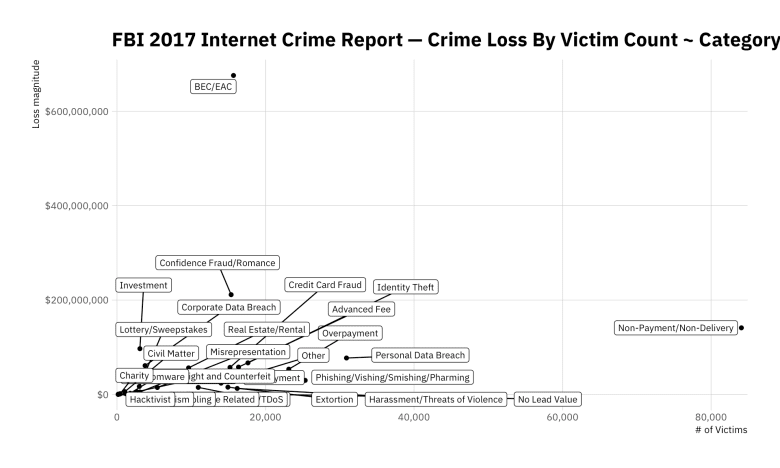 FBI 2017 Internet Crime Report — Crime Loss By Victim Count ~ Category
Loss magnitude
BEC/EAC
$600,000,000
$400,000,000
Confidence Fraud/Romance
Investment
Credit Card Fraud
Identity Theft
$200,000,000
Corporate Data Breach
Advanced Fee
Lottery/Sweepstakes
Real Estate/Rental
Overpayment
Non-Payment/Non-Delivery
Civil Matter
Misrepresentation
Other
Personal Data Breach
Charity
and Counterfeit
Phishing/Vishing/Smishing/Pharming
$0
Hacktivist
Related
/TDoS
Extortion
Harassment/Threats of Violence
No Lead Value
0
20,000
40,000
60,000
80,000
# of Victims